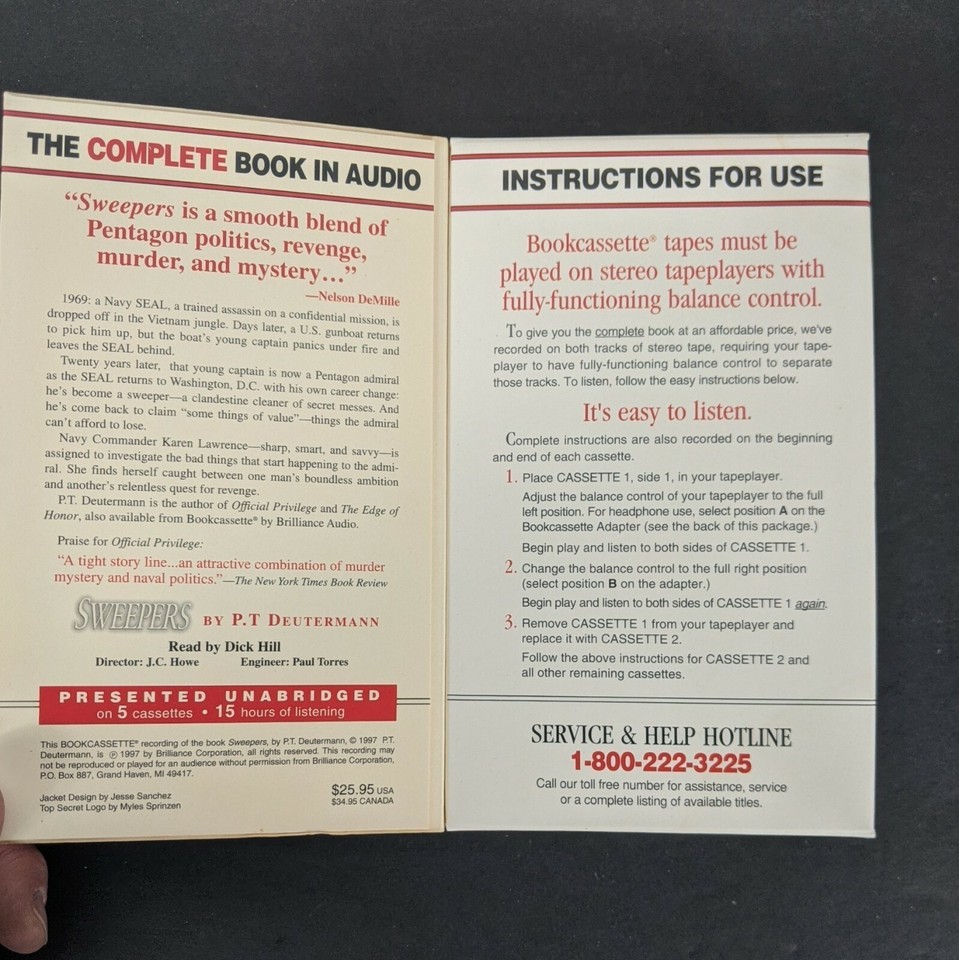 THE COMPLETE BOOK IN AUDIO
“Sweepers is a smooth blend of
Pentagon politics, revenge,
murder, and mystery...”
—Nelson DeMille
1969: a Navy SEAL, a trained assassin on a confidential mission, is
dropped off in the Vietnam jungle. Days later, a U.S. gunboat returns
to pick him up, but the boat's young captain panics under fire and
leaves the SEAL behind.
Twenty years later, that young captain is now a Pentagon admiral
as the SEAL returns to Washington, D.C. with his own career change:
he's become a sweeper—a clandestine cleaner of secret messes. And
he's come back to claim “some things of value”—things the admiral
can't afford to lose.
Navy Commander Karen Lawrence—sharp, smart, and savvy—is
assigned to investigate the bad things that start happening to the admi-
ral. She finds herself caught between one man's boundless ambition
and another's relentless quest for revenge.
P.T. Deutermann is the author of Official Privilege and The Edge of
Honor, also available from Bookcassette® by Brilliance Audio.
Praise for Official Privilege:
“A tight story line...an attractive combination of murder
mystery and naval politics.”—The New York Times Book Review
SWEEPERS BY P.T DEUTERMANN
Read by Dick Hill
Director: J.C. Howe Engineer: Paul Torres
PRESENTED UNABRIDGED
on 5 cassettes • 15 hours of listening
This BOOKCASSETTE® recording of the book Sweepers, by P.T. Deutermann, © 1997 P.T.
Deutermann, is ℗ 1997 by Brilliance Corporation, all rights reserved. This recording may
not be reproduced or played for an audience without permission from Brilliance Corporation,
P.O. Box 887, Grand Haven, MI 49417.
Jacket Design by Jesse Sanchez
Top Secret Logo by Myles Sprinzen
$25.95 USA
$34.95 CANADA
INSTRUCTIONS FOR USE
Bookcassette® tapes must be
played on stereo tapeplayers with
fully-functioning balance control.
To give you the complete book at an affordable price, we've
recorded on both tracks of stereo tape, requiring your tape-
player to have fully-functioning balance control to separate
those tracks. To listen, follow the easy instructions below.
It's easy to listen.
Complete instructions are also recorded on the beginning
and end of each cassette.
1. Place CASSETTE 1, side 1, in your tapeplayer.
Adjust the balance control of your tapeplayer to the full
left position. For headphone use, select position A on the
Bookcassette Adapter (see the back of this package.)
Begin play and listen to both sides of CASSETTE 1.
2. Change the balance control to the full right position
(select position B on the adapter.)
Begin play and listen to both sides of CASSETTE 1 again.
3. Remove CASSETTE 1 from your tapeplayer and
replace it with CASSETTE 2.
Follow the above instructions for CASSETTE 2 and
all other remaining cassettes.
SERVICE & HELP HOTLINE
1-800-222-3225
Call our toll free number for assistance, service
or a complete listing of available titles.